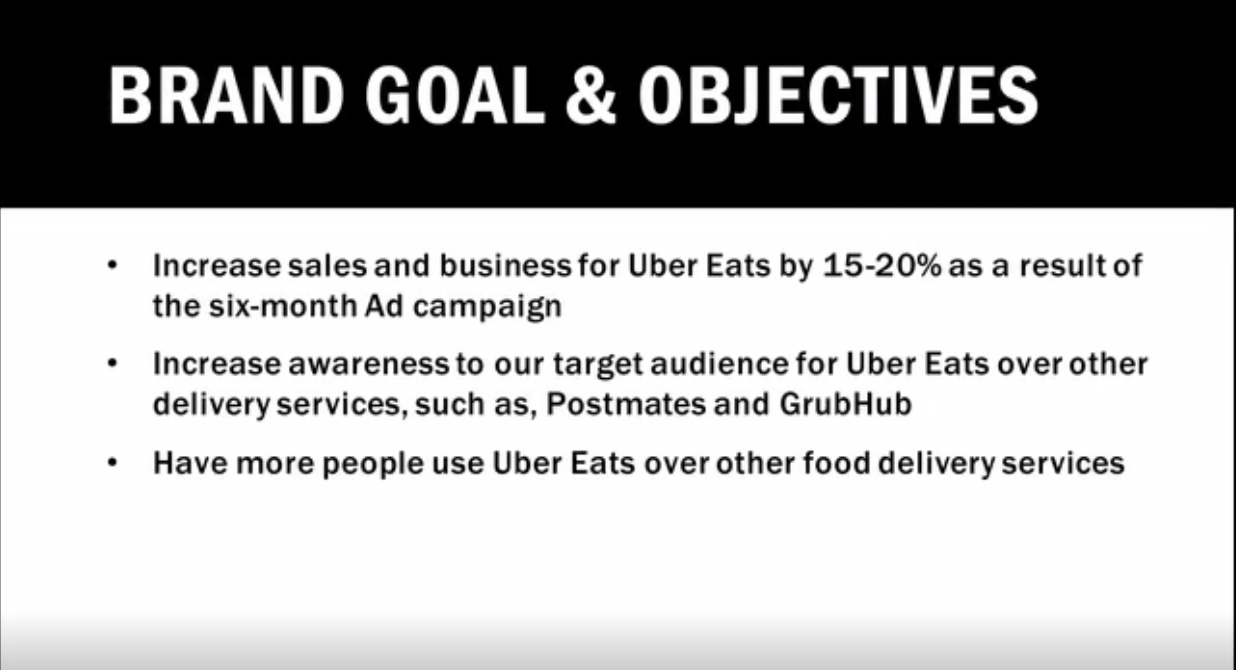 BRAND GOAL & OBJECTIVES
• Increase sales and business for Uber Eats by 15-20% as a result of
the six-month Ad campaign
• Increase awareness to our target audience for Uber Eats over other
delivery services, such as, Postmates and GrubHub
• Have more people use Uber Eats over other food delivery services